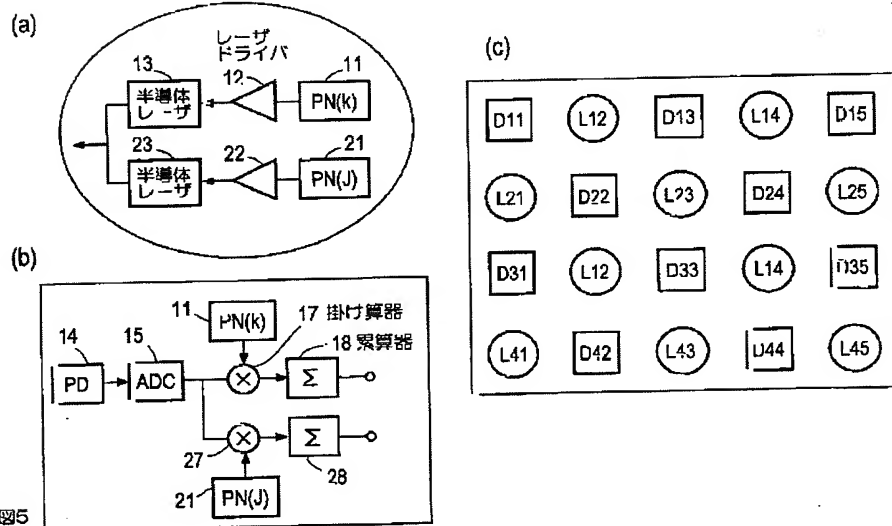 (a)
レーザ
ドライバ
13
12
11
半導体
レーザ
PN(k)
23
22
21
半導体
レーザ
PN(J)
(b)
11
PN(k)
17 掛け算器
14
15
18 累算器
PD
ADC
Σ
27
Σ
28
21
PN(J)
図5
(c)
D11 L12 D13 L14 D15
L21 D22 L23 D24 L25
D31 L12 D33 L14 D35
L41 D42 L43 D44 L45